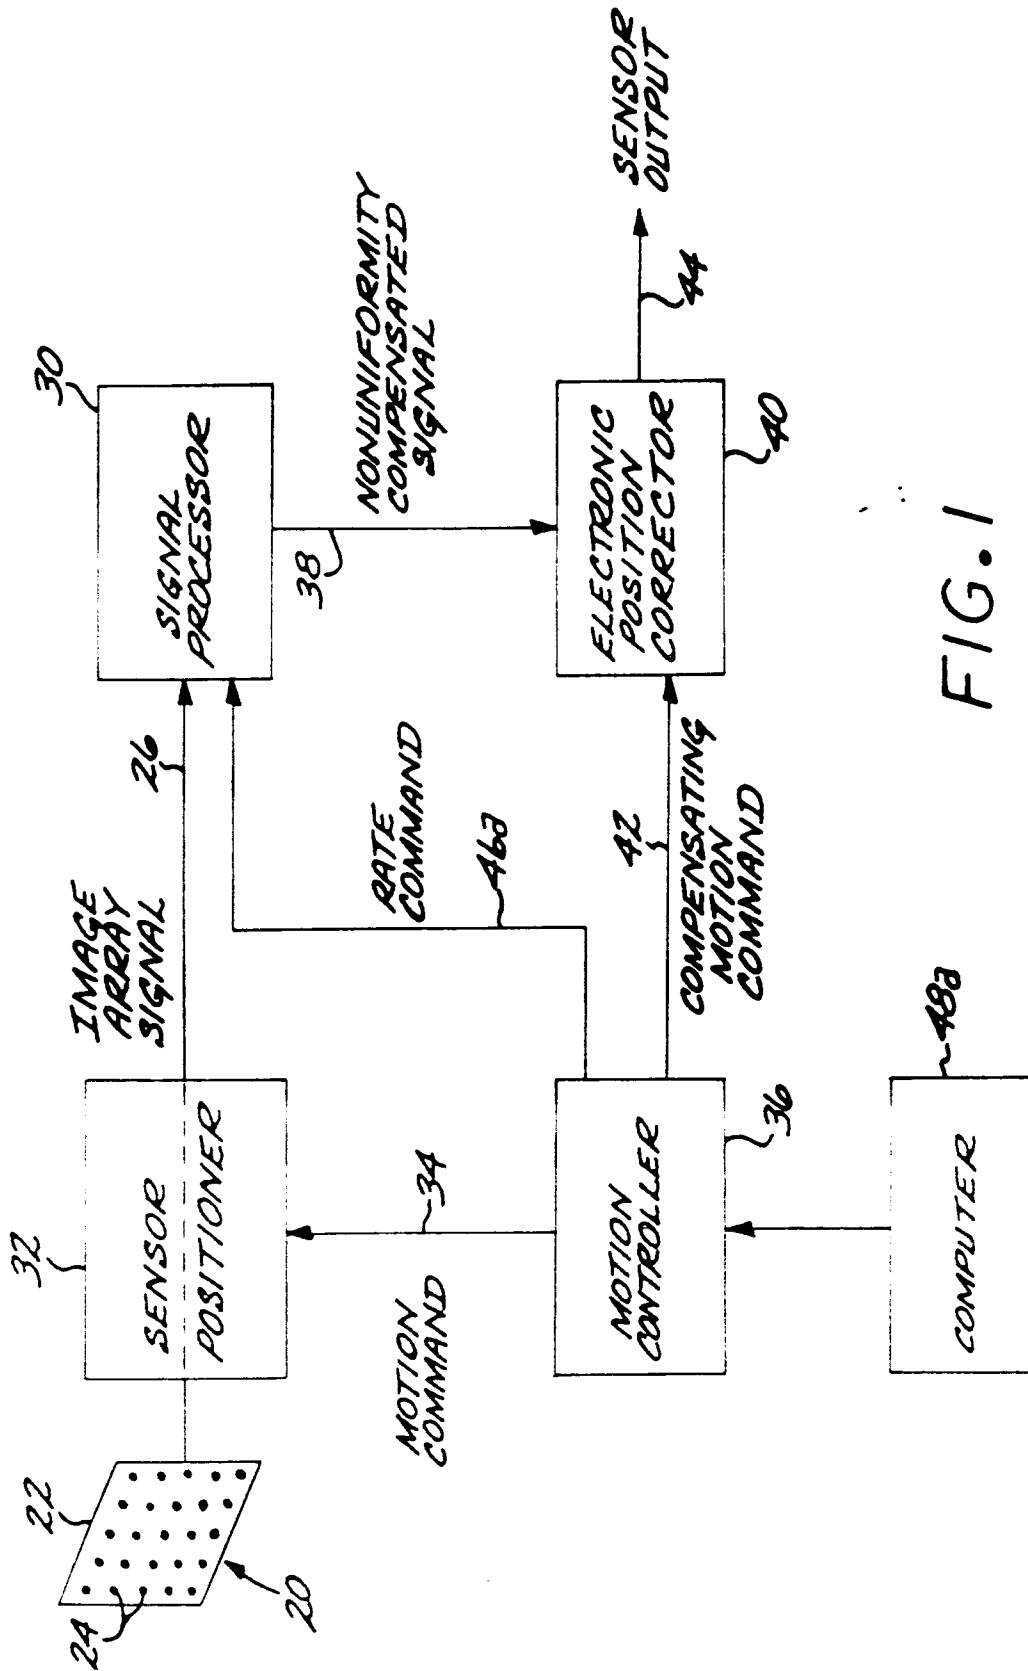 22
24
20
32
SENSOR
POSITIONER
IMAGE
ARRAY
SIGNAL
26
SIGNAL
PROCESSOR
30
MOTION
COMMAND
34
RATE
COMMAND
46a
38
NONUNIFORMITY
COMPENSATED
SIGNAL
MOTION
CONTROLLER
36
42
COMPENSATING
MOTION
COMMAND
ELECTRONIC
POSITION
CORRECTOR
40
44
SENSOR
OUTPUT
COMPUTER
48a
FIG. 1